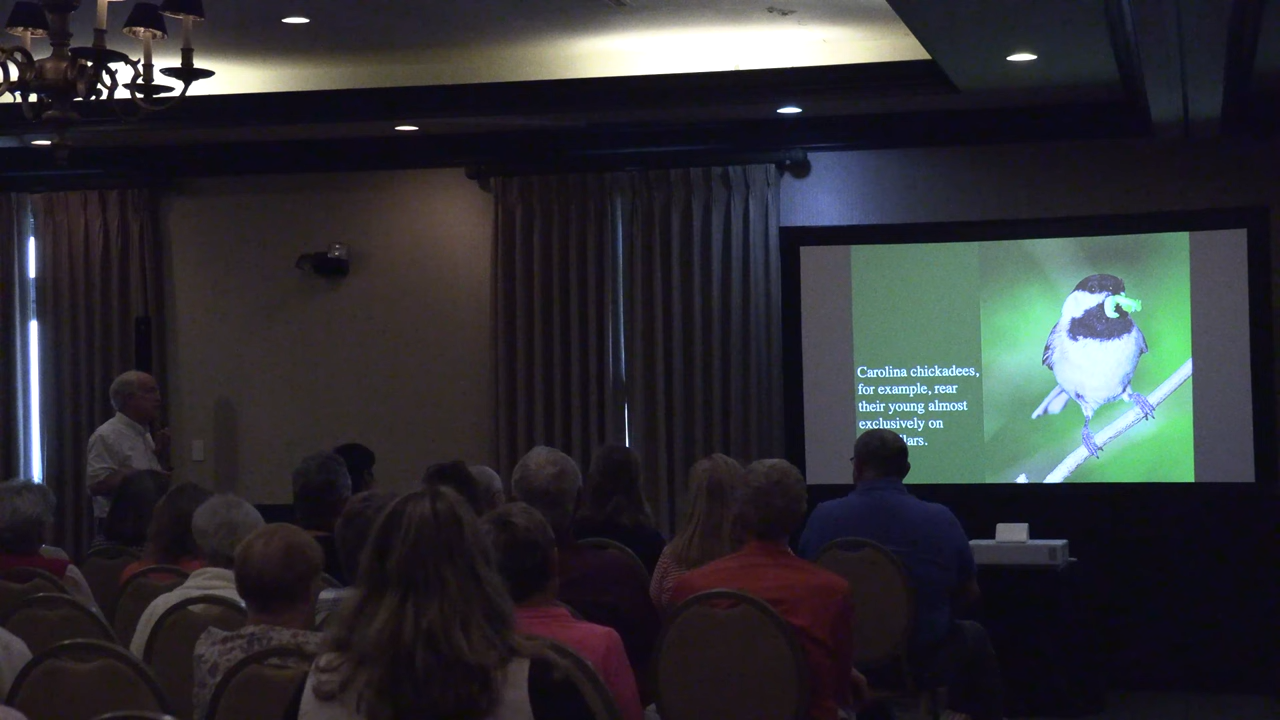 Carolina chickadees,
for example, rear
their young almost
exclusively on